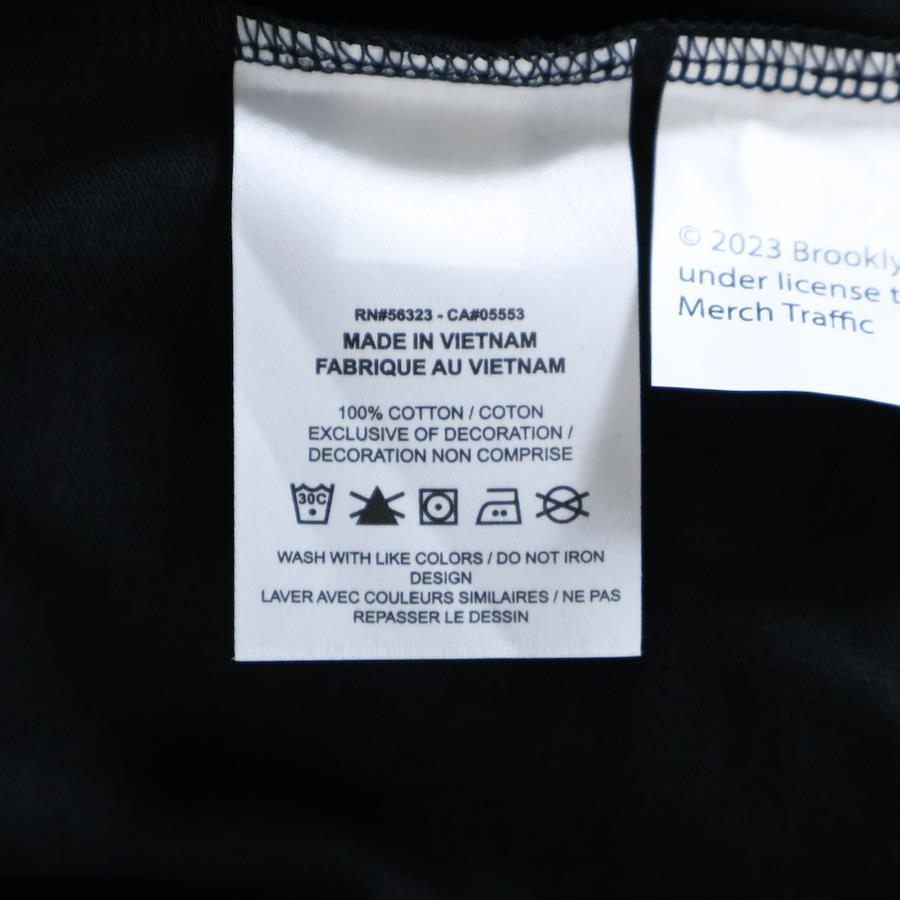 RN#56323 - CA#05553
MADE IN VIETNAM
FABRIQUE AU VIETNAM
100% COTTON / COTON
EXCLUSIVE OF DECORATION /
DECORATION NON COMPRISE
30C
WASH WITH LIKE COLORS / DO NOT IRON
DESIGN
LAVER AVEC COULEURS SIMILAIRES / NE PAS
REPASSER LE DESSIN
© 2023 Brookly
under license t
Merch Traffic